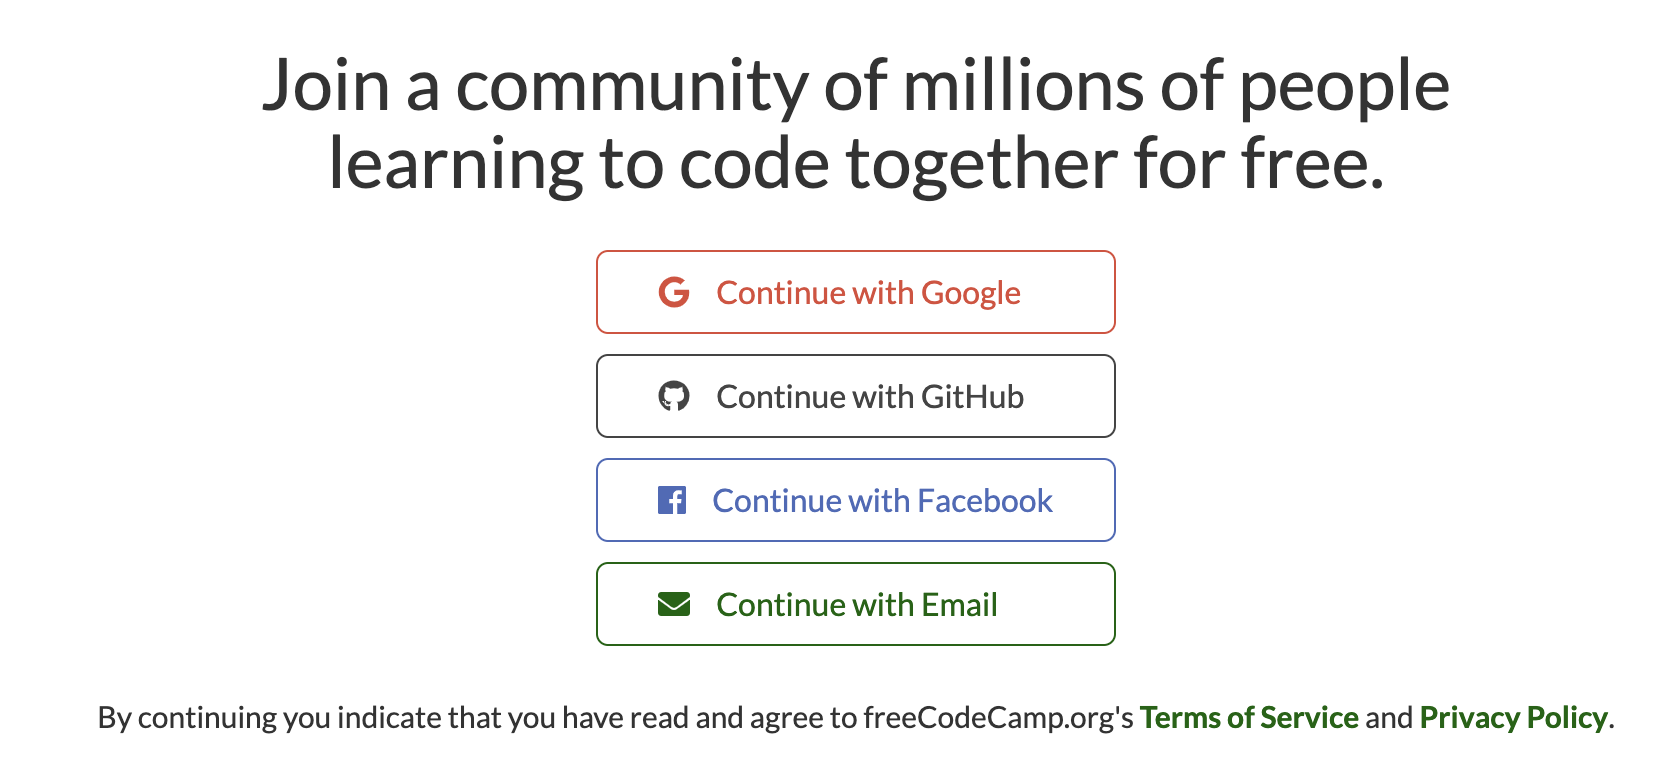 Join a community of millions of people
learning to code together for free.
Continue with Google
Continue with GitHub
Continue with Facebook
Continue with Email
By continuing you indicate that you have read and agree to freeCodeCamp.org's Terms of Service and Privacy Policy.